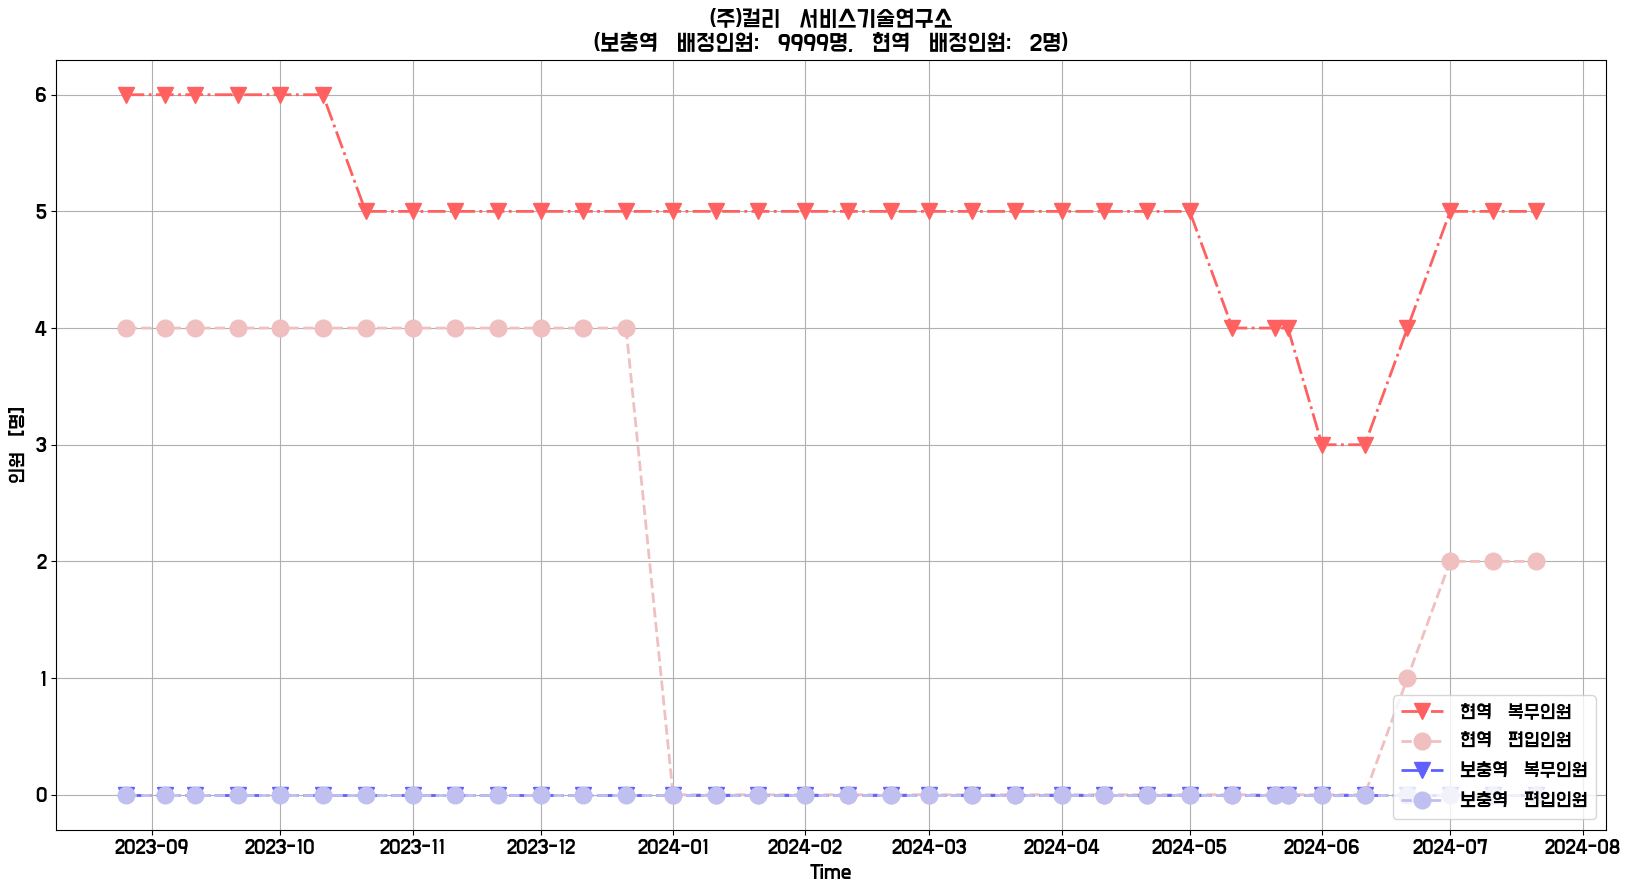 (주)컬리 서비스기술연구소
(보충역 배정인원: 9999명, 현역 배정인원: 2명)
6
5
4
3
2
1
0
인원 [명]
2023-09 2023-10 2023-11 2023-12 2024-01 2024-02 2024-03 2024-04 2024-05 2024-06 2024-07 2024-08
Time
현역 복무인원
현역 편입인원
보충역 복무인원
보충역 편입인원